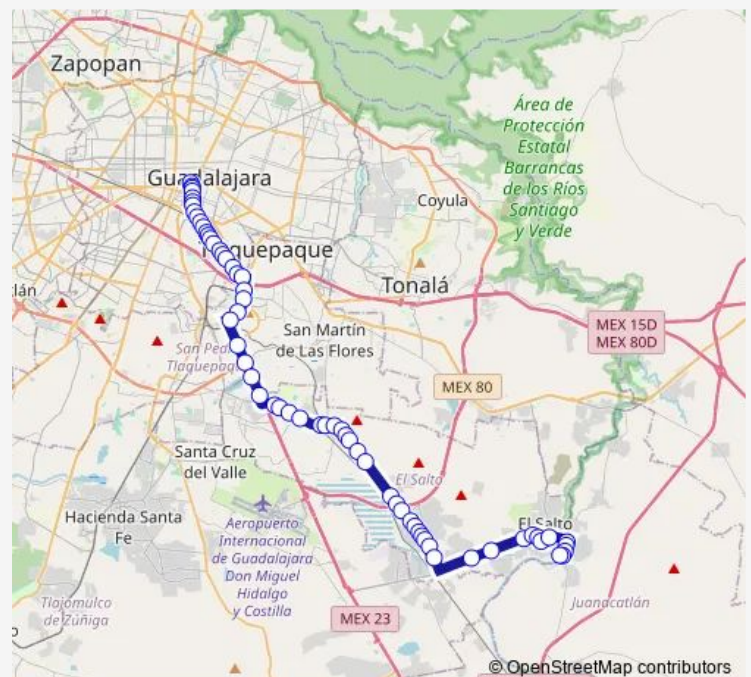 Zapopan
Guadalajara
Área de
Protección
Estatal
Barrancas
de los Ríos
Santiago
y Verde
Coyula
Tlaquepaque
Tonalá
lán
San Martín
de Las Flores
MEX 15D
MEX 80D
San Pedro
Tlaquepaque
MEX 80
Santa Cruz
del Valle
El Salto
Hacienda Santa
Fe
Aeropuerto
Internacional
de Guadalajara
Don Miguel
Hidalgo
y Costilla
El Salto
Tlajomulco
de Zúñiga
MEX 23
Juanacatlán
© OpenStreetMap contributors